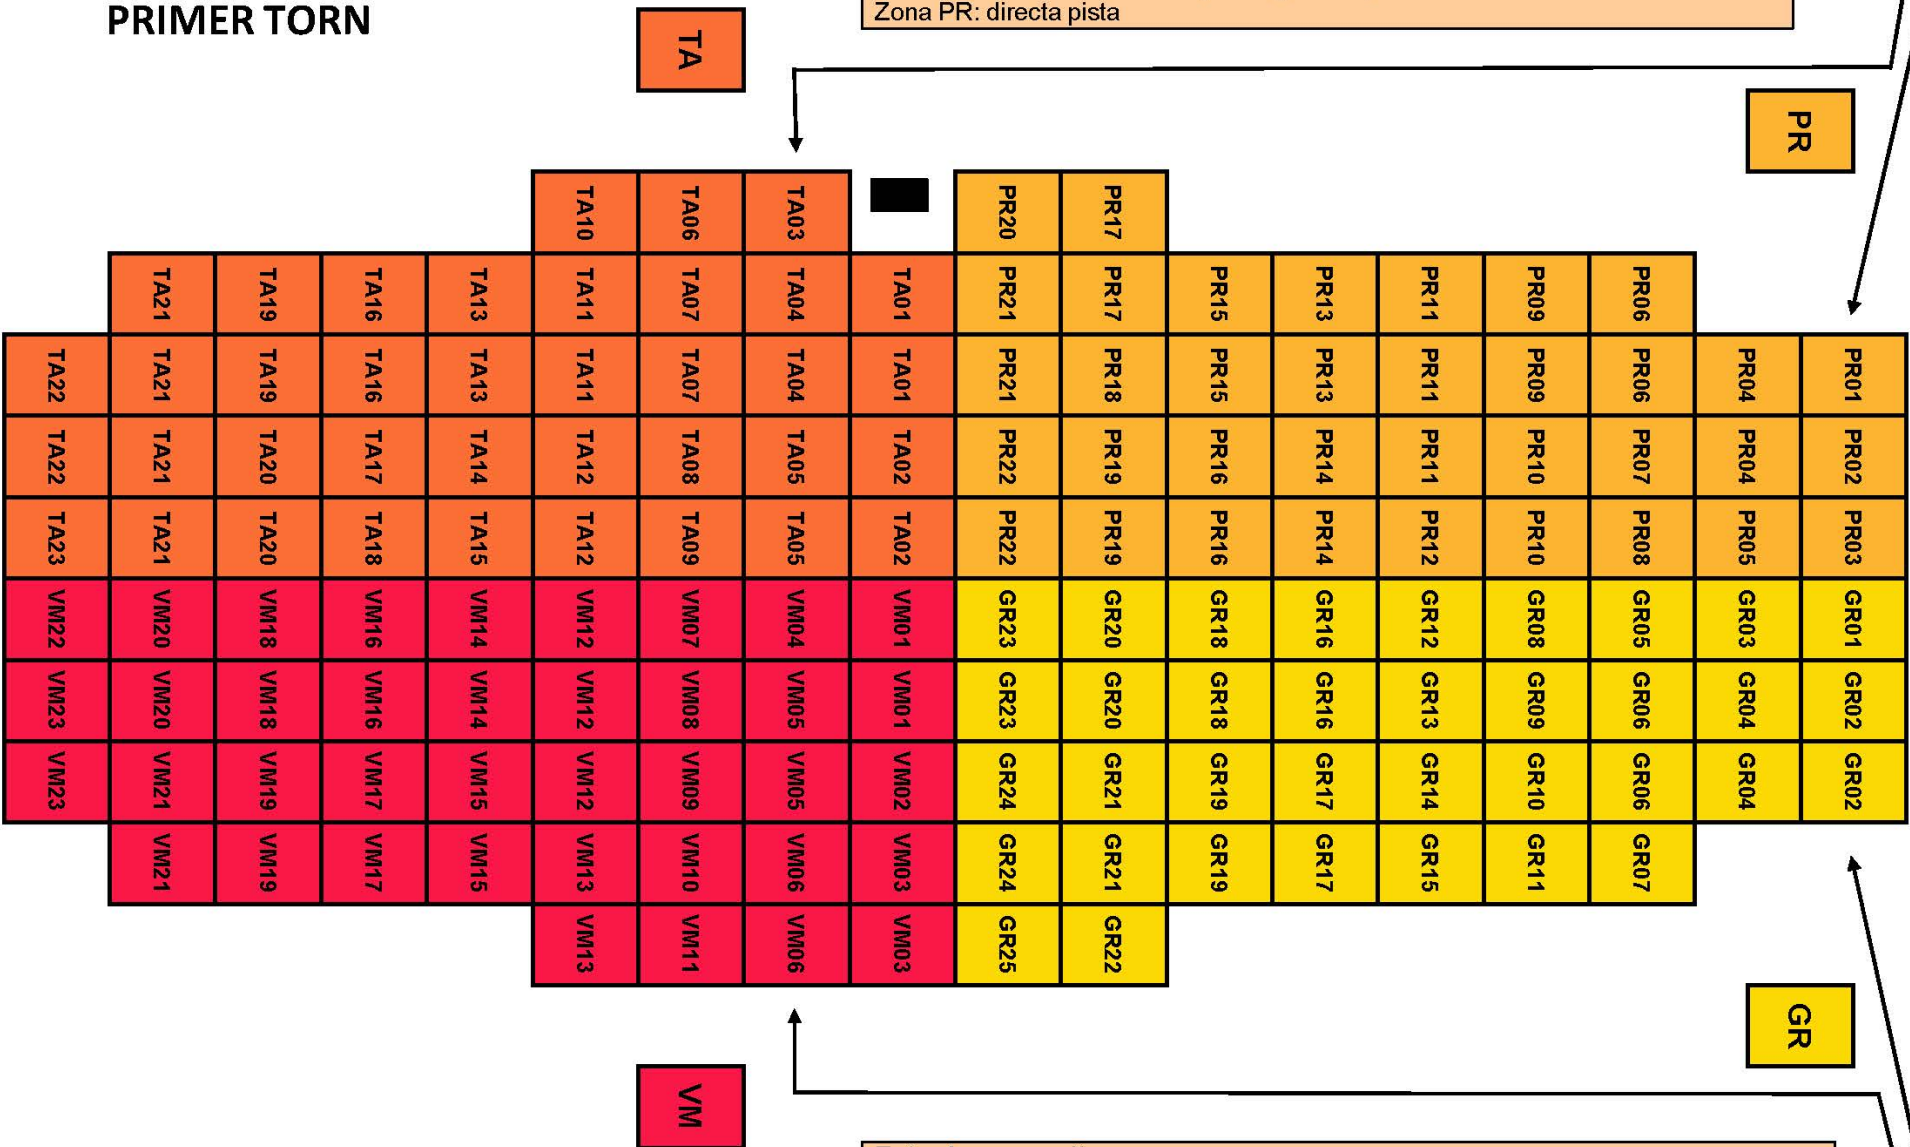 PRIMER TORN
Zona PR: directa pista
TA
PR
TA10 TA06 TA03 PR20 PR17
TA21 TA19 TA16 TA13 TA11 TA07 TA04 TA01 PR21 PR17 PR15 PR13 PR11 PR09 PR06
TA22 TA21 TA19 TA16 TA13 TA11 TA07 TA04 TA01 PR21 PR18 PR15 PR13 PR11 PR09 PR06 PR04 PR01
TA22 TA21 TA20 TA17 TA14 TA12 TA08 TA05 TA02 PR22 PR19 PR16 PR14 PR11 PR10 PR07 PR04 PR02
TA23 TA21 TA20 TA18 TA15 TA12 TA09 TA05 TA02 PR22 PR19 PR16 PR14 PR12 PR10 PR08 PR05 PR03
VM22 VM20 VM18 VM16 VM14 VM12 VM07 VM04 VM01 GR23 GR20 GR18 GR16 GR12 GR08 GR05 GR03 GR01
VM23 VM20 VM18 VM16 VM14 VM12 VM08 VM05 VM01 GR23 GR20 GR18 GR16 GR13 GR09 GR06 GR04 GR02
VM23 VM21 VM19 VM17 VM15 VM12 VM09 VM05 VM02 GR24 GR21 GR19 GR17 GR14 GR10 GR06 GR04 GR02
VM21 VM19 VM17 VM15 VM13 VM10 VM06 VM03 GR24 GR21 GR19 GR17 GR15 GR11 GR07
VM13 VM11 VM06 VM03 GR25 GR22
GR
VM